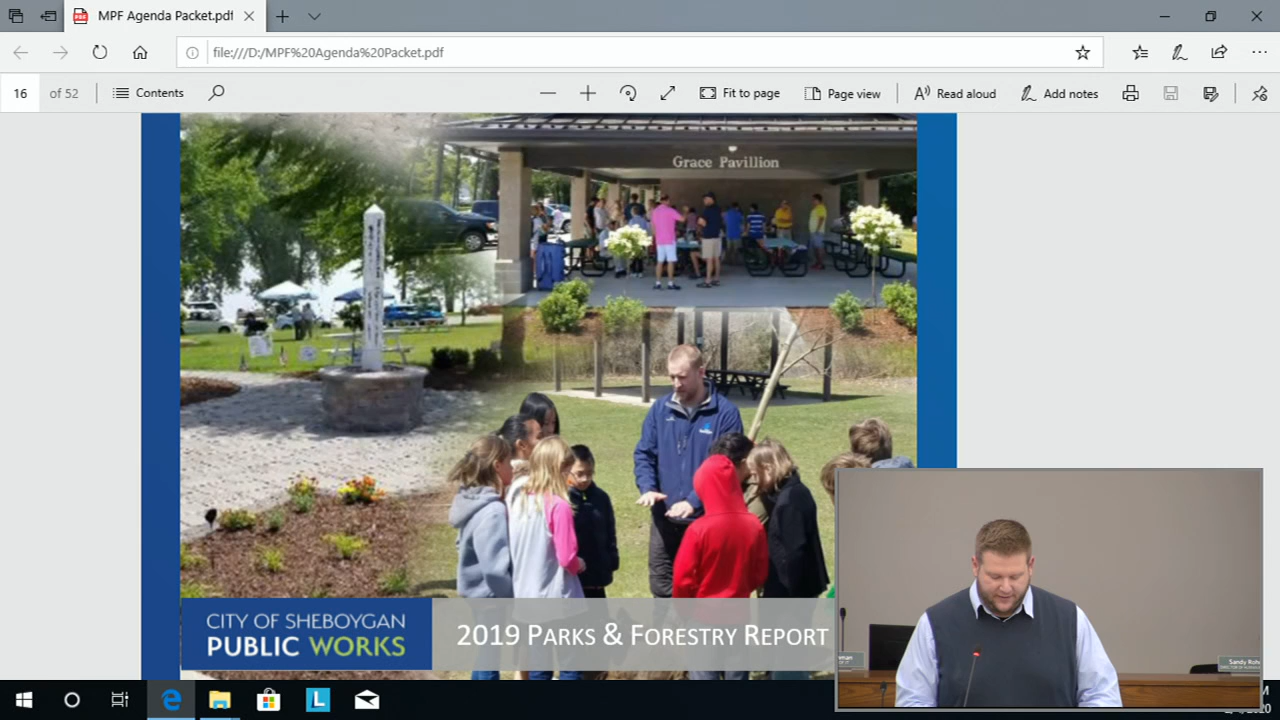 MPF Agenda Packet.pdf
file:///D:/MPF%20Agenda%20Packet.pdf
16 of 52 Contents Fit to page Page view Read aloud Add notes
Grace Pavillion
CITY OF SHEBOYGAN
PUBLIC WORKS
2019 PARKS & FORESTRY REPORT
Sandy Roh